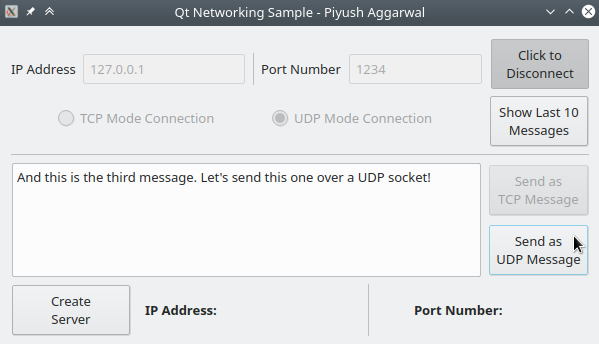 Qt Networking Sample - Piyush Aggarwal
IP Address 127.0.0.1 Port Number 1234
Click to
Disconnect
TCP Mode Connection UDP Mode Connection
Show Last 10
Messages
And this is the third message. Let's send this one over a UDP socket!
Send as
TCP Message
Send as
UDP Message
Create
Server
IP Address: Port Number: